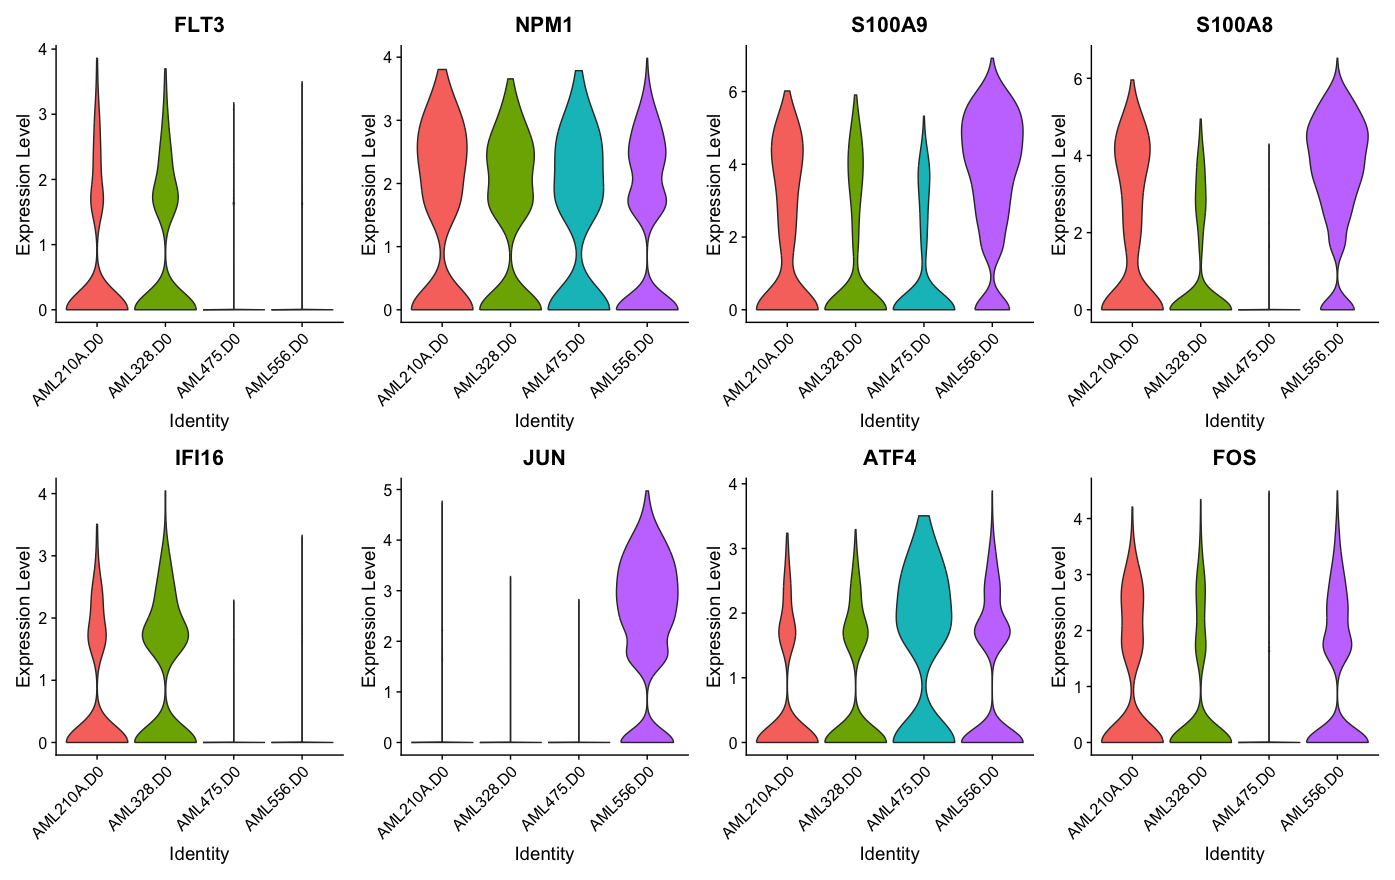 FLT3
Expression Level
4
3
2
1
0
AML210A.D0
AML328.D0
AML475.D0
AML556.D0
Identity
NPM1
Expression Level
4
3
2
1
0
AML210A.D0
AML328.D0
AML475.D0
AML556.D0
Identity
S100A9
Expression Level
6
4
2
0
AML210A.D0
AML328.D0
AML475.D0
AML556.D0
Identity
S100A8
Expression Level
6
4
2
0
AML210A.D0
AML328.D0
AML475.D0
AML556.D0
Identity
IFI16
Expression Level
4
3
2
1
0
AML210A.D0
AML328.D0
AML475.D0
AML556.D0
Identity
JUN
Expression Level
5
4
3
2
1
0
AML210A.D0
AML328.D0
AML475.D0
AML556.D0
Identity
ATF4
Expression Level
4
3
2
1
0
AML210A.D0
AML328.D0
AML475.D0
AML556.D0
Identity
FOS
Expression Level
4
3
2
1
0
AML210A.D0
AML328.D0
AML475.D0
AML556.D0
Identity